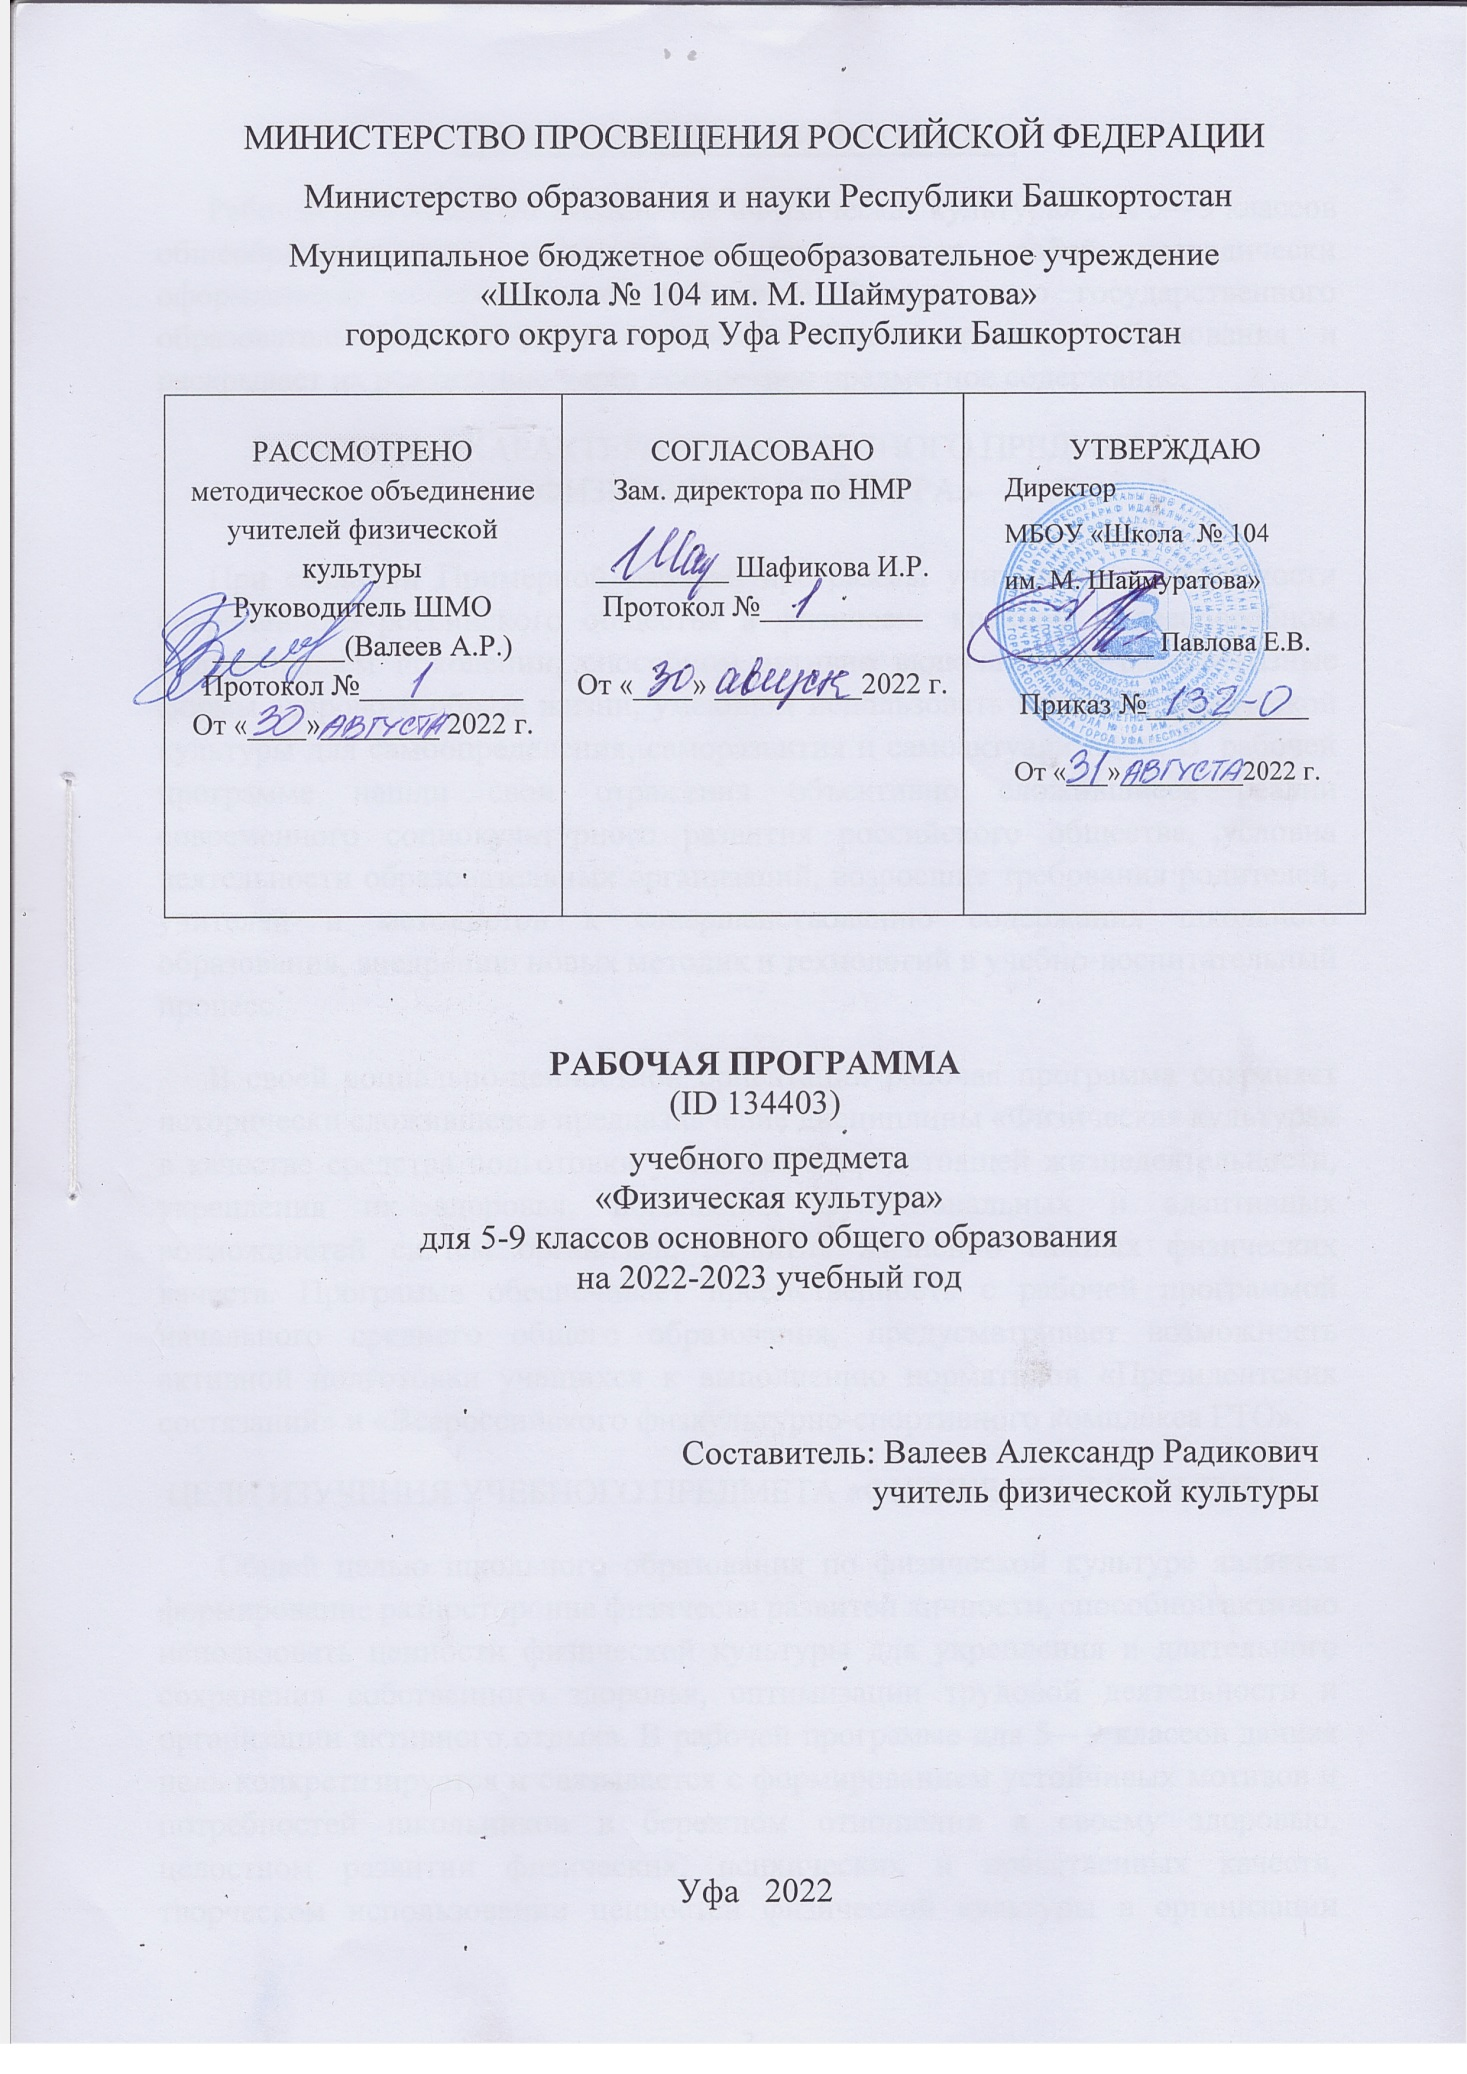 МИНИСТЕРСТВО ПРОСВЕЩЕНИЯ РОССИЙСКОЙ ФЕДЕРАЦИИ
Министерство образования и науки Республики Башкортостан
Муниципальное бюджетное общеобразовательное учреждение
«Школа № 104 им. М. Шаймуратова»
городского округа город Уфа Республики Башкортостан
РАССМОТРЕНО
методическое объединение
учителей физической
культуры
Руководитель ШМО
(Валеев А.Р.)
Протокол № 1
От «30» АВГУСТА 2022 г.
СОГЛАСОВАНО
Зам. директора по НМР
Шафикова И.Р.
Протокол № 1
От «30» август 2022 г.
УТВЕРЖДАЮ
Директор
МБОУ «Школа № 104
им. М. Шаймуратова»
Павлова Е.В.
Приказ № 132-О
От «31» АВГУСТА 2022 г.
РАБОЧАЯ ПРОГРАММА
(ID 134403)
учебного предмета
«Физическая культура»
для 5-9 классов основного общего образования
на 2022-2023 учебный год
Составитель: Валеев Александр Радикович
учитель физической культуры
Уфа 2022